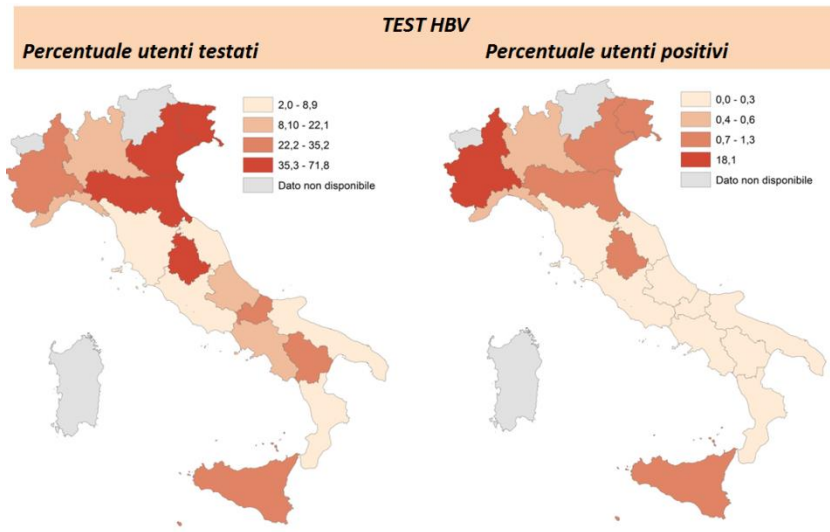 TEST HBV
Percentuale utenti testati
Percentuale utenti positivi
2,0 - 8,9
8,10 - 22,1
22,2 - 35,2
35,3 - 71,8
Dato non disponibile
0,0 - 0,3
0,4 - 0,6
0,7 - 1,3
18,1
Dato non disponibile